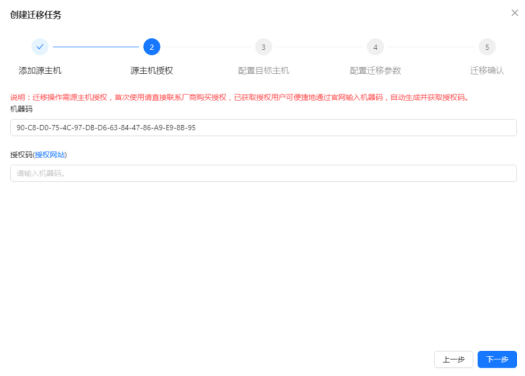 创建迁移任务
2 3 4 5
添加源主机 源主机授权 配置目标主机 配置迁移参数 迁移确认
说明：迁移操作需源主机授权，首次使用请直接联系厂商购买授权，已获取授权用户可便捷地通过官网输入机器码，自动生成并获取授权码。
机器码
90-C8-D0-75-4C-97-DB-D6-63-84-47-86-A9-E9-8B-95
授权码(授权网站)
请输入机器码。
上一步 下一步